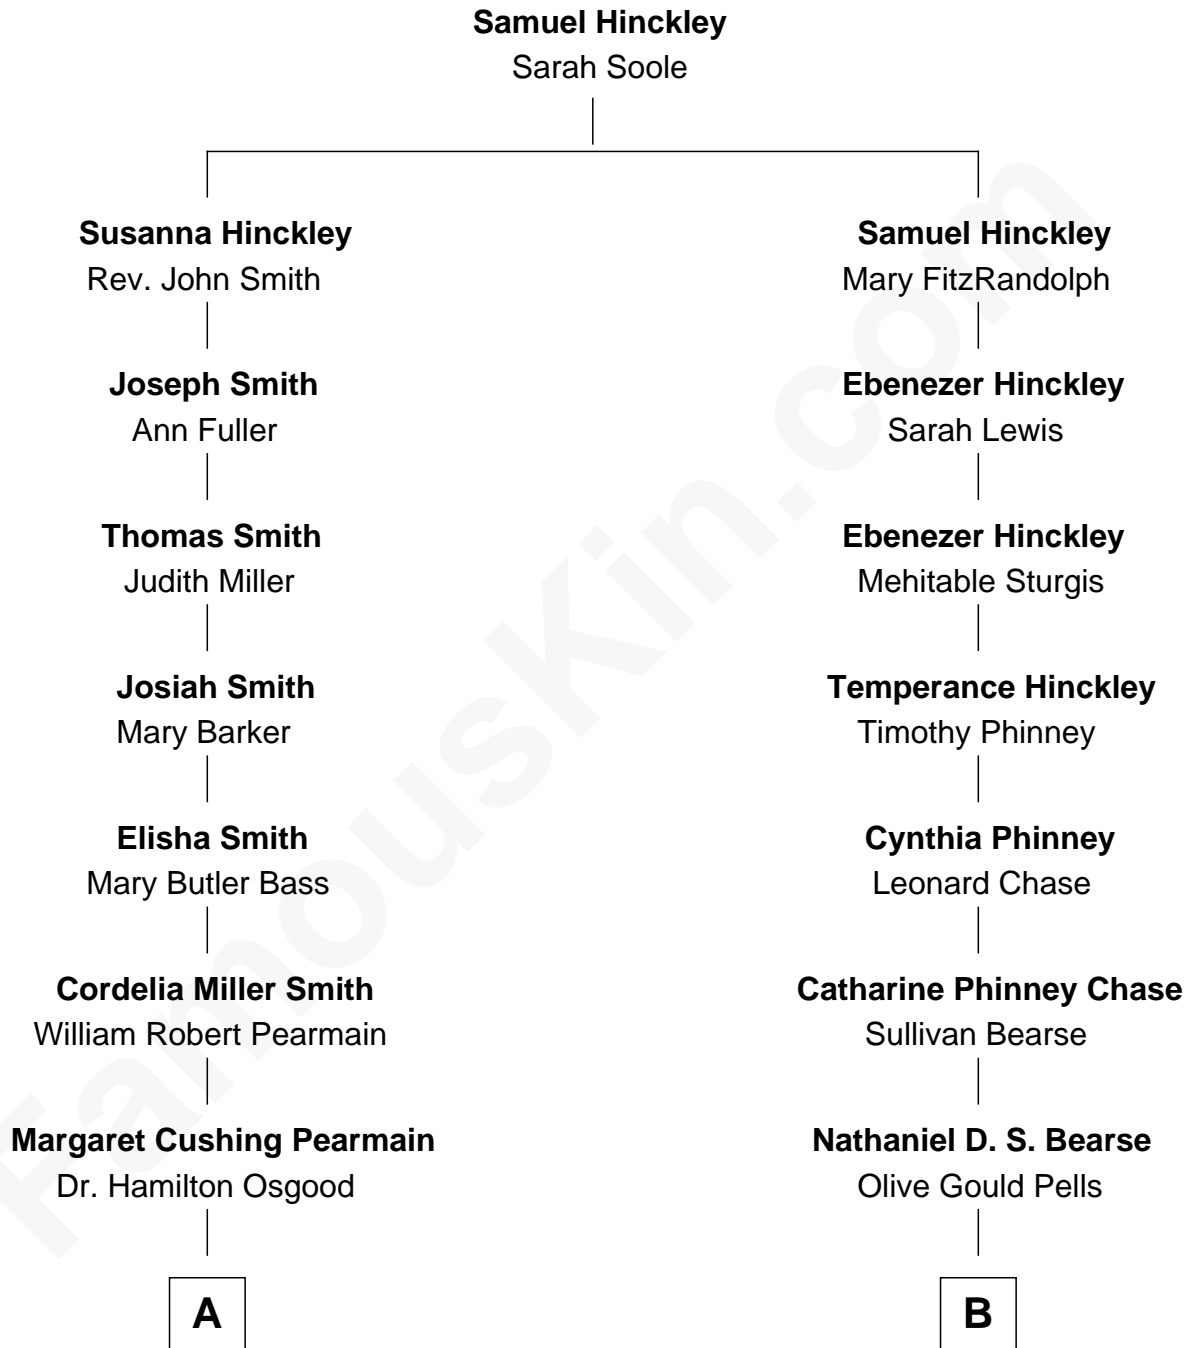 Samuel Hinckley
Sarah Soole
Susanna Hinckley
Rev. John Smith
Samuel Hinckley
Mary FitzRandolph
Joseph Smith
Ann Fuller
Ebenezer Hinckley
Sarah Lewis
Thomas Smith
Judith Miller
Ebenezer Hinckley
Mehitable Sturgis
Josiah Smith
Mary Barker
Temperance Hinckley
Timothy Phinney
Elisha Smith
Mary Butler Bass
Cynthia Phinney
Leonard Chase
Cordelia Miller Smith
William Robert Pearmain
Catharine Phinney Chase
Sullivan Bearse
Margaret Cushing Pearmain
Dr. Hamilton Osgood
Nathaniel D. S. Bearse
Olive Gould Pells
A
B
FamousKin.com